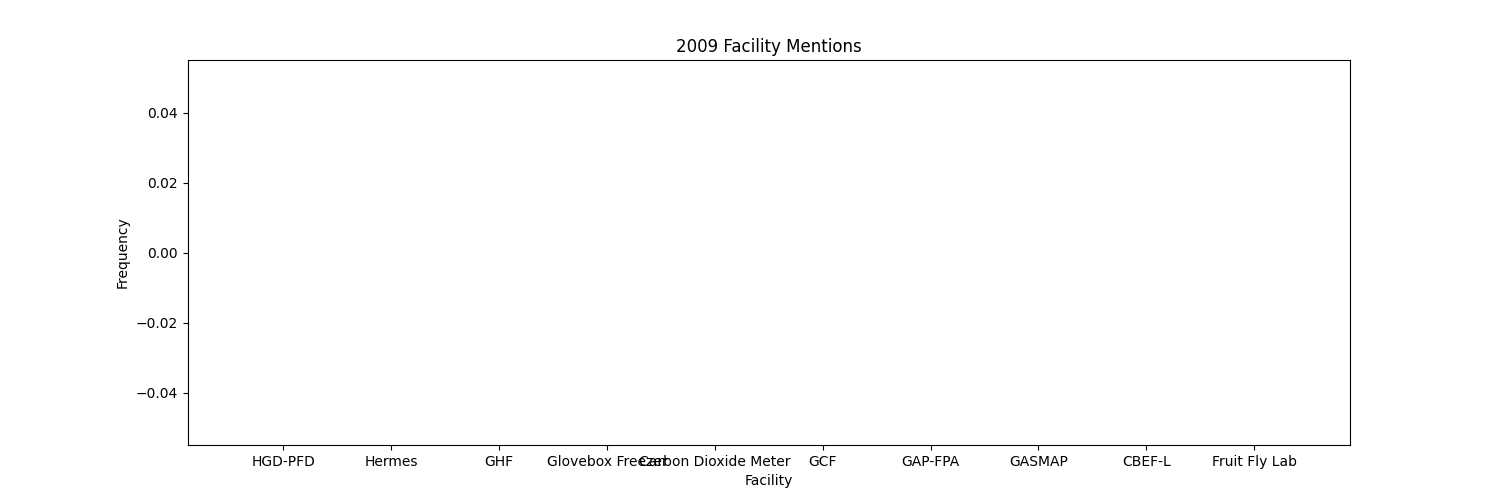 2009 Facility Mentions
0.04
0.02
0.00
−0.02
−0.04
Frequency
HGD-PFD Hermes GHF Glovebox Freezer Carbon Dioxide Meter GCF GAP-FPA GASMAP CBEF-L Fruit Fly Lab
Facility